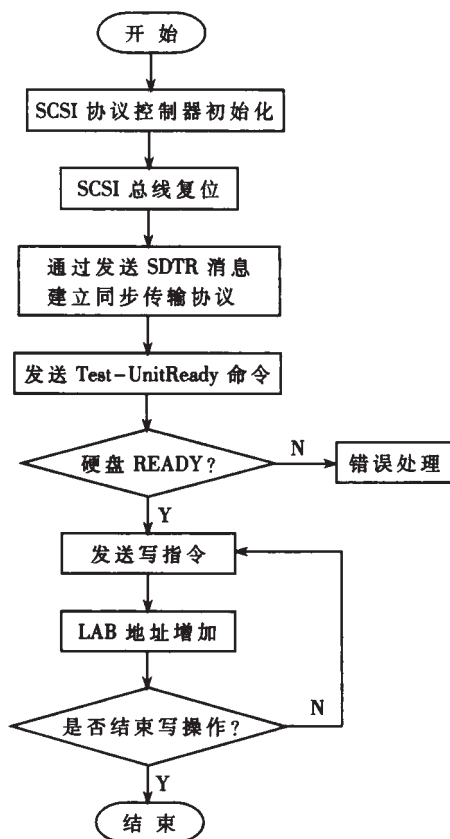 开始
SCSI 协议控制器初始化
SCSI 总线复位
通过发送 SDTR 消息
建立同步传输协议
发送 Test-UnitReady 命令
硬盘 READY?
N
错误处理
Y
发送写指令
LAB 地址增加
是否结束写操作?
N
Y
结束